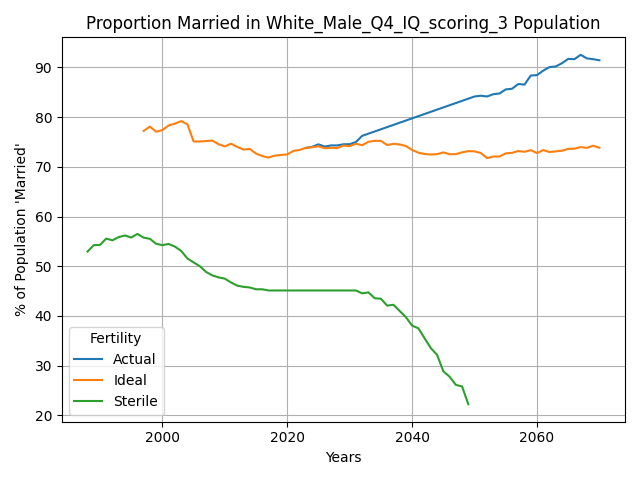 Proportion Married in White_Male_Q4_IQ_scoring_3 Population
% of Population 'Married'
90
80
70
60
50
40
30
20
Fertility
Actual
Ideal
Sterile
2000 2020 2040 2060
Years